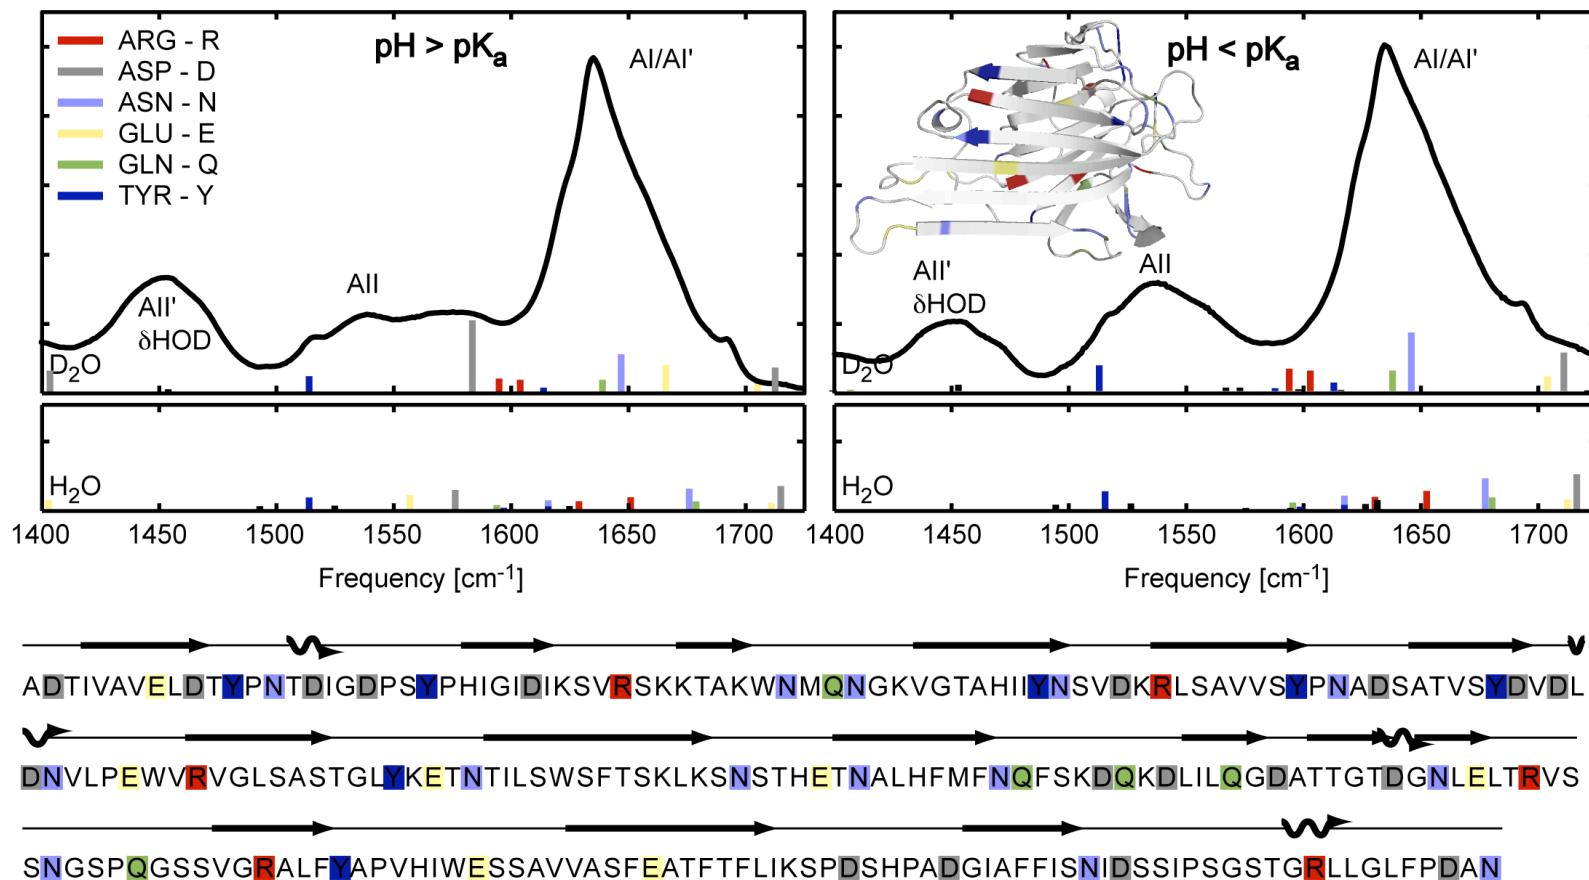 ARG - R
ASP - D
ASN - N
GLU - E
GLN - Q
TYR - Y
pH > pKa
AI/AI'
AII'
δHOD
AII
D2O
pH < pKa
AI/AI'
AII'
δHOD
AII
D2O
H2O
H2O
1400 1450 1500 1550 1600 1650 1700
1400 1450 1500 1550 1600 1650 1700
Frequency [cm-1]
Frequency [cm-1]
ADTIVAVELDTYPNTDIGDPSYPHIGIDIKSVRSKKTAKWNMQNGKVGTAHIIYNSVDKRLSAVVSYPNADSATVSYDVDL
DNVLPEWVRVGLSASTGLYKETNTILSWSFTSKLKSNSTHETNALHFMFNQFSKDQKDLILQGDATTGTDGNLELTRVS
SNGSPQGSSVGRALFYAPVHIWESSAVVASFEATFTFLIKSPDSHPADGIAFFISNIDSSIPSGSTGRLLGLFPDAN